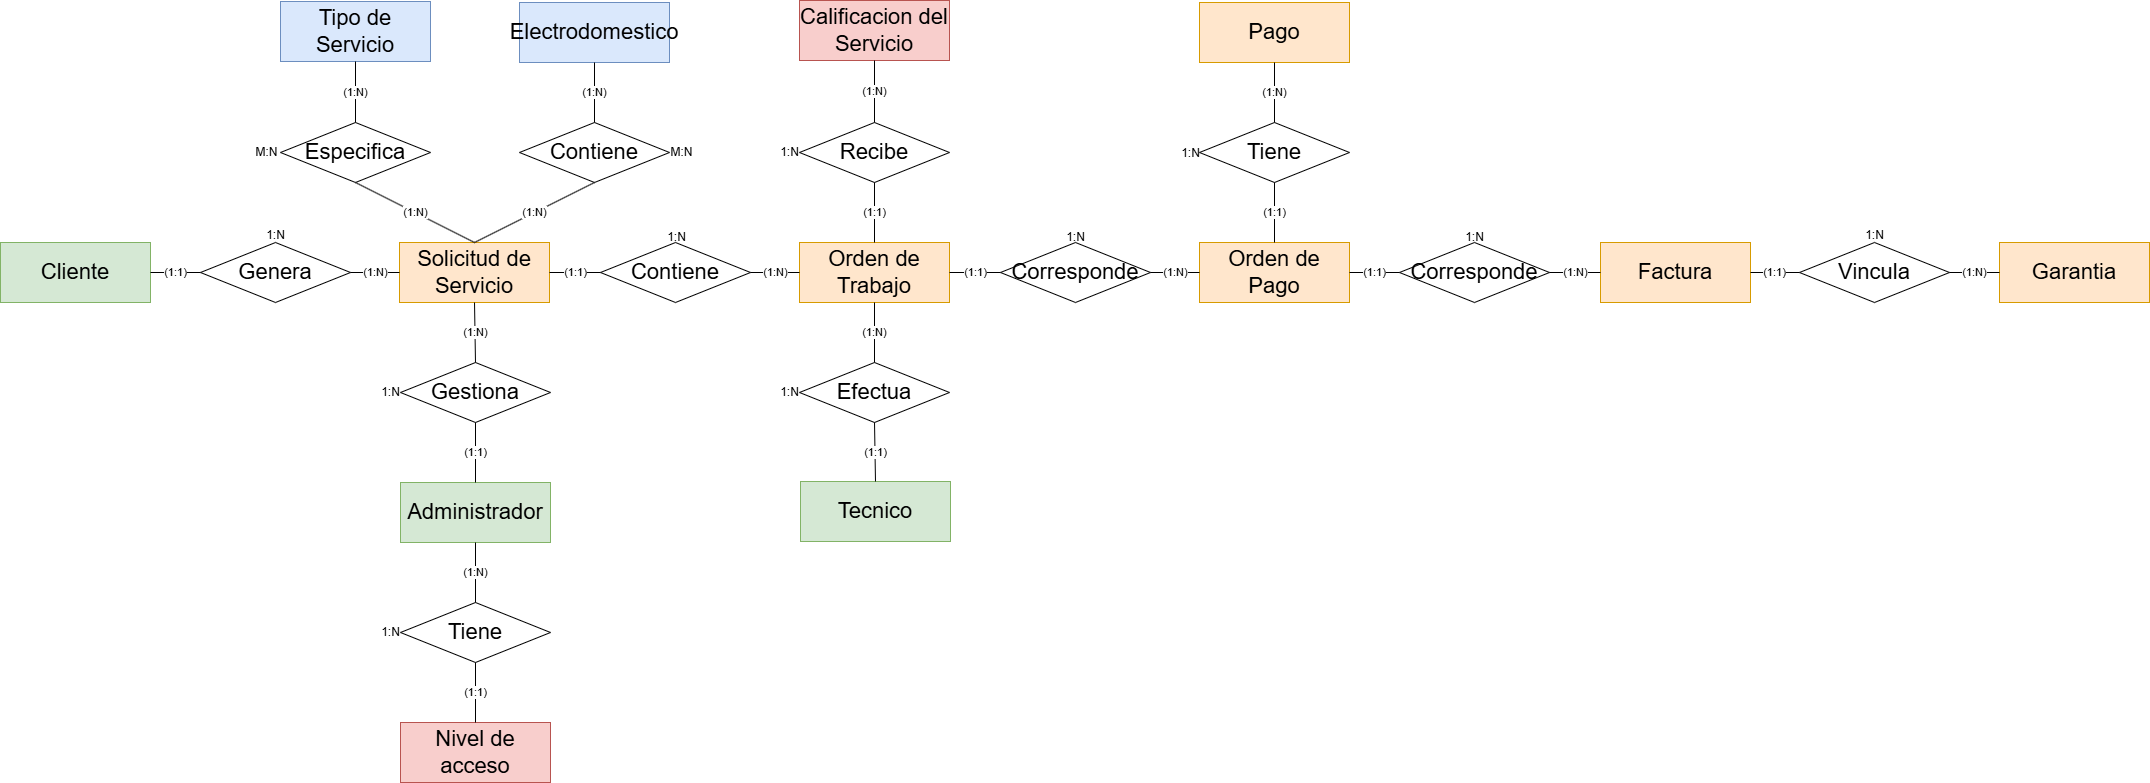 Tipo de
Servicio
Electrodomestico
Calificacion del
Servicio
Pago
(1:N)
(1:N)
(1:N)
(1:N)
M:N
Especifica
Contiene
M:N
1:N
Recibe
1:N
Tiene
(1:N)
(1:N)
(1:1)
(1:1)
1:N
1:N
1:N
1:N
1:N
Cliente
(1:1)
Genera
(1:N)
Solicitud de
Servicio
(1:1)
Contiene
(1:N)
Orden de
Trabajo
(1:1)
Corresponde
(1:N)
Orden de
Pago
(1:1)
Corresponde
(1:N)
Factura
(1:1)
Vincula
(1:N)
Garantia
(1:N)
(1:N)
1:N
Gestiona
1:N
Efectua
(1:1)
(1:1)
Administrador
Tecnico
(1:N)
1:N
Tiene
(1:1)
Nivel de
acceso